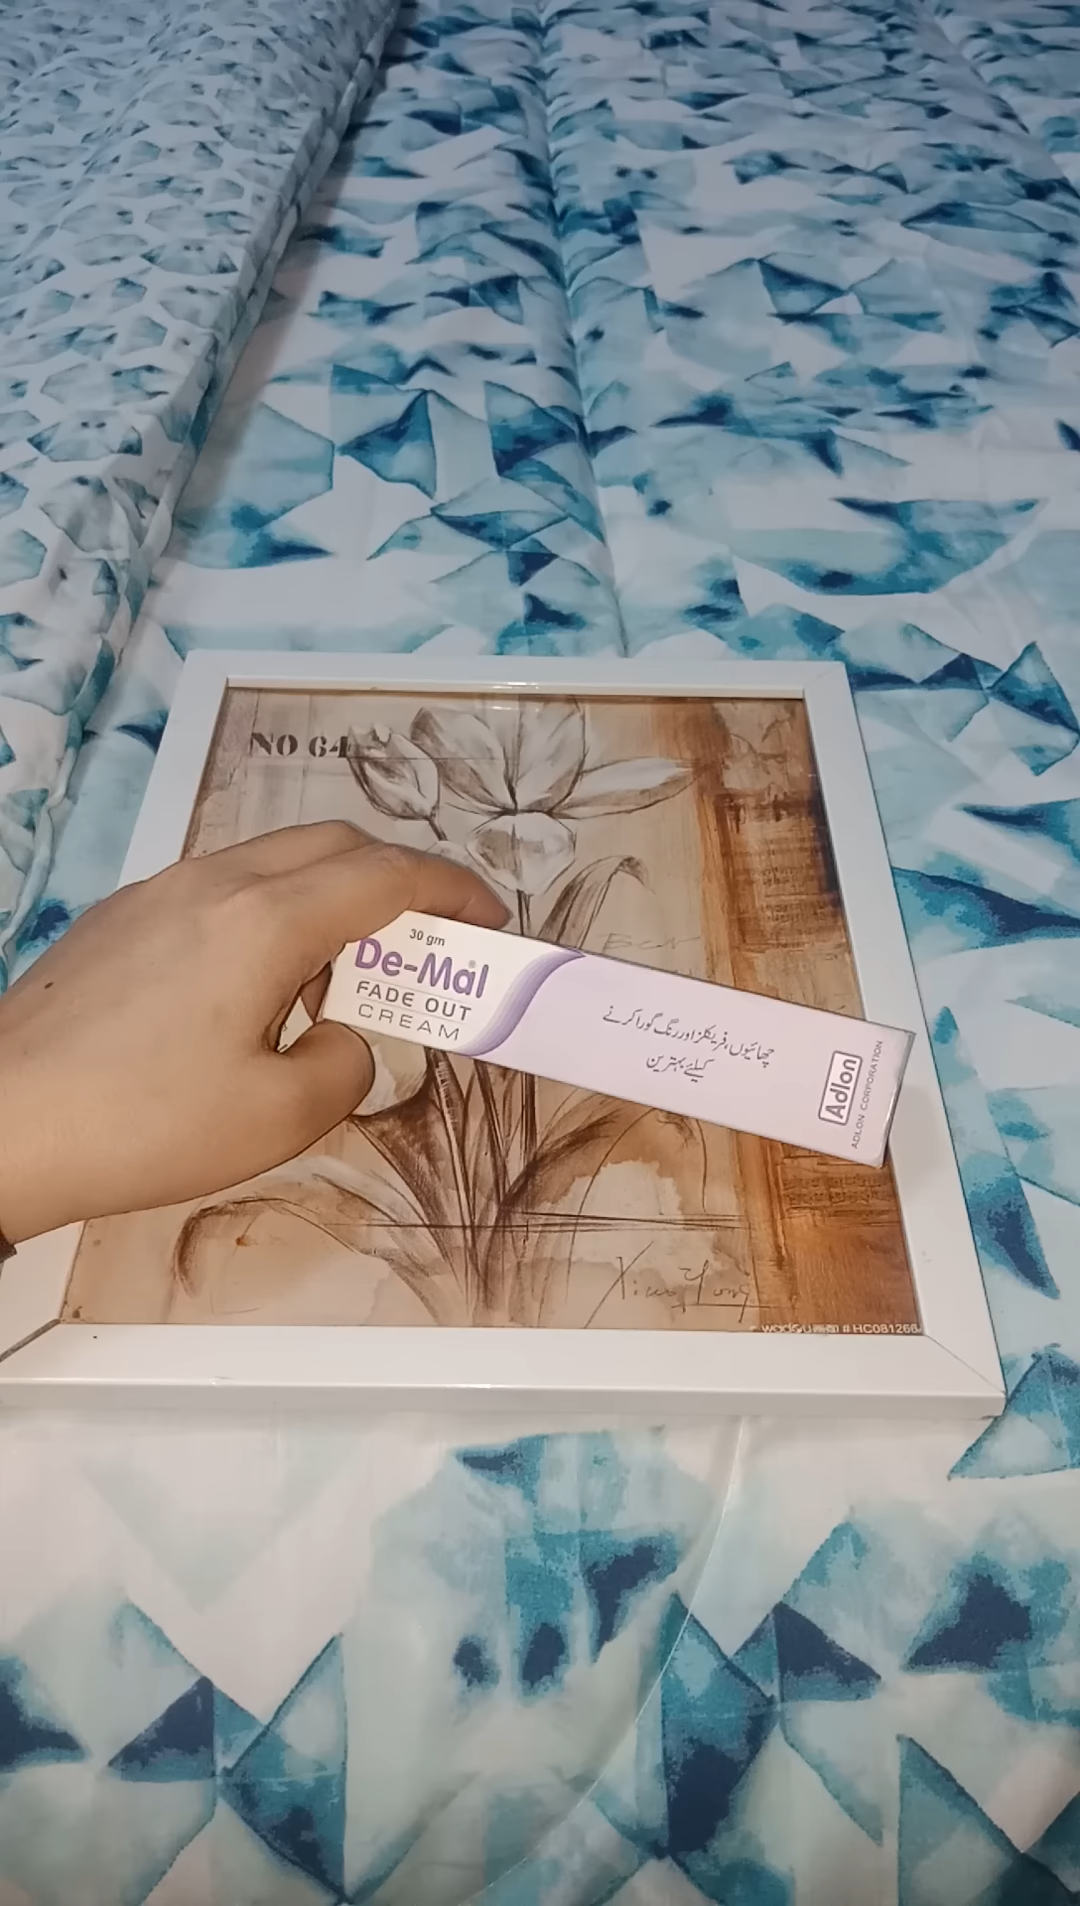 NO 64
30 gm
De-Mal®
FADE OUT
CREAM
چھائیوں، فریکلز اور رنگ گورا کرنے
کیلئے بہترین
Adlon
ADLON CORPORATION
# HC081266